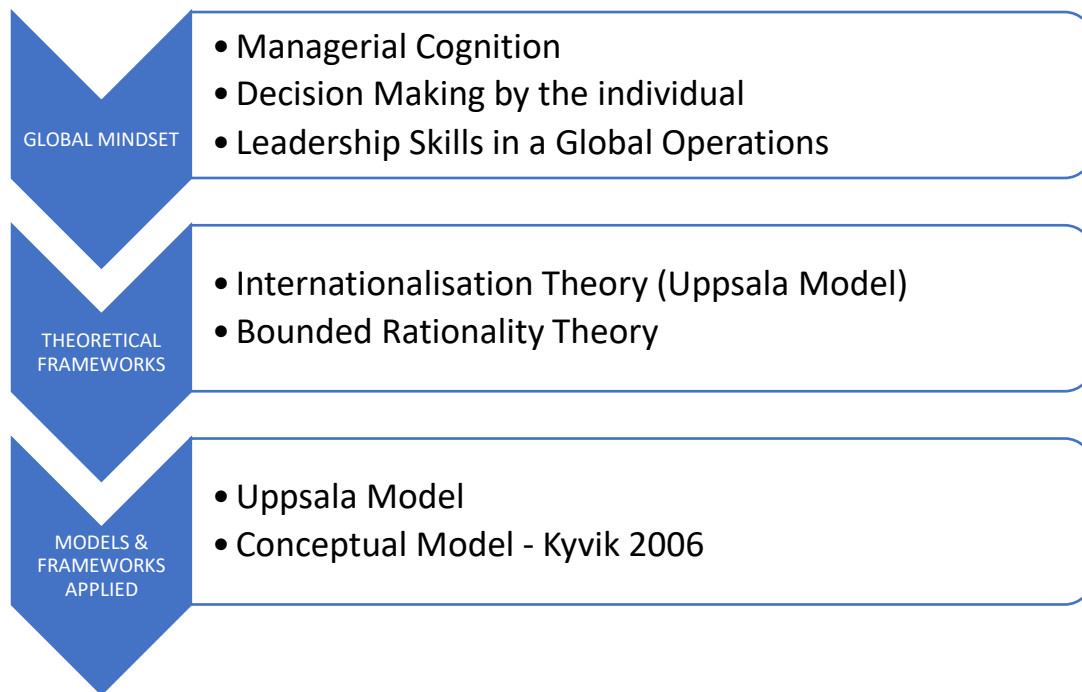 GLOBAL MINDSET
• Managerial Cognition
• Decision Making by the individual
• Leadership Skills in a Global Operations
THEORETICAL
FRAMEWORKS
• Internationalisation Theory (Uppsala Model)
• Bounded Rationality Theory
MODELS &
FRAMEWORKS
APPLIED
• Uppsala Model
• Conceptual Model - Kyvik 2006